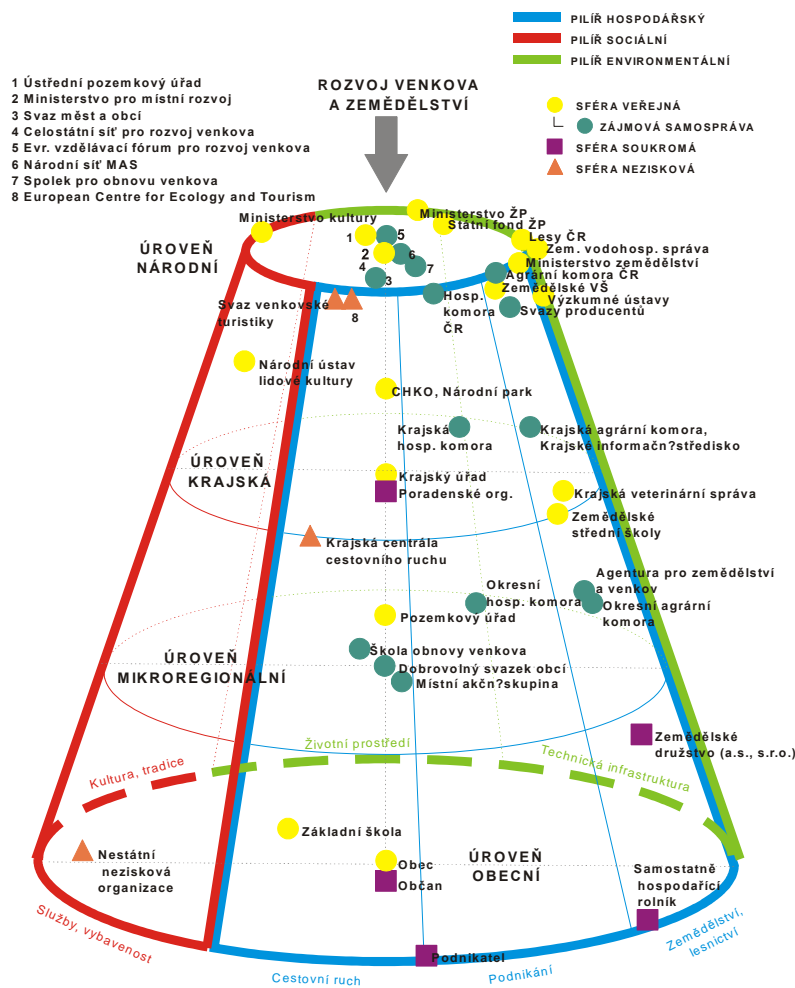 PILÍŘ HOSPODÁŘSKÝ
PILÍŘ SOCIÁLNÍ
PILÍŘ ENVIRONMENTÁLNÍ
1 Ústřední pozemkový úřad
2 Ministerstvo pro místní rozvoj
3 Svaz měst a obcí
4 Celostátní síť pro rozvoj venkova
5 Evr. vzdělávací fórum pro rozvoj venkova
6 Národní síť MAS
7 Spolek pro obnovu venkova
8 European Centre for Ecology and Tourism
ROZVOJ VENKOVA
A ZEMĚDĚLSTVÍ
SFÉRA VEŘEJNÁ
ZÁJMOVÁ SAMOSPRÁVA
SFÉRA SOUKROMÁ
SFÉRA NEZISKOVÁ
Ministerstvo kultury
Ministerstvo ŽP
Státní fond ŽP
Lesy ČR
Zem. vodohosp. správa
Ministerstvo zemědělství
Agrární komora ČR
Zemědělské VŠ
Výzkumné ústavy
Svazy producentů
1
5
2
6
4
7
3
ÚROVEŇ
NÁRODNÍ
Hosp.
komora
ČR
Svaz venkovské
turistiky
8
Národní ústav
lidové kultury
CHKO, Národní park
Krajská
hosp. komora
Krajská agrární komora,
Krajské informačn?středisko
ÚROVEŇ
KRAJSKÁ
Krajský úřad
Poradenské org.
Krajská veterinární správa
Zemědělské
střední školy
Krajská centrála
cestovního ruchu
Okresní
hosp. komora
Agentura pro zemědělství
a venkov
Okresní agrární
komora
Pozemkový úřad
ÚROVEŇ
MIKROREGIONÁLNÍ
Škola obnovy venkova
Dobrovolný svazek obcí
Místní akčn?skupina
Zemědělské
družstvo (a.s., s.r.o.)
Životní prostředí
Kultura, tradice
Technická infrastruktura
Základní škola
Nestátní
nezisková
organizace
Obec
Občan
ÚROVEŇ
OBECNÍ
Samostatně
hospodařící
rolník
Služby, vybavenost
Podnikatel
Cestovní ruch
Podnikání
Zemědělství,
lesnictví